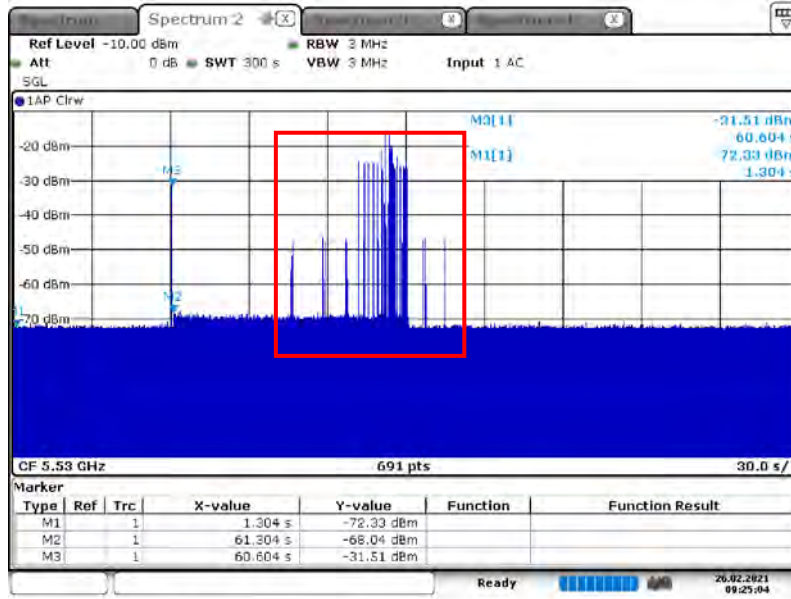 Spectrum 2 X
X
X
Ref Level -10.00 dBm RBW 3 MHz
Att 0 dB SWT 300 s VBW 3 MHz Input 1 AC
SGL
1AP Clrw
M3[1] -31.51 dBm
60.604 s
M1[1] -72.33 dBm
1.304 s
-20 dBm
M3
-30 dBm
-40 dBm
-50 dBm
-60 dBm
M2
-70 dBm
CF 5.53 GHz 691 pts 30.0 s/
Marker
Type Ref Trc X-value Y-value Function Function Result
M1 1 1.304 s -72.33 dBm
M2 1 61.304 s -68.04 dBm
M3 1 60.604 s -31.51 dBm
Ready 26.02.2021
09:25:04